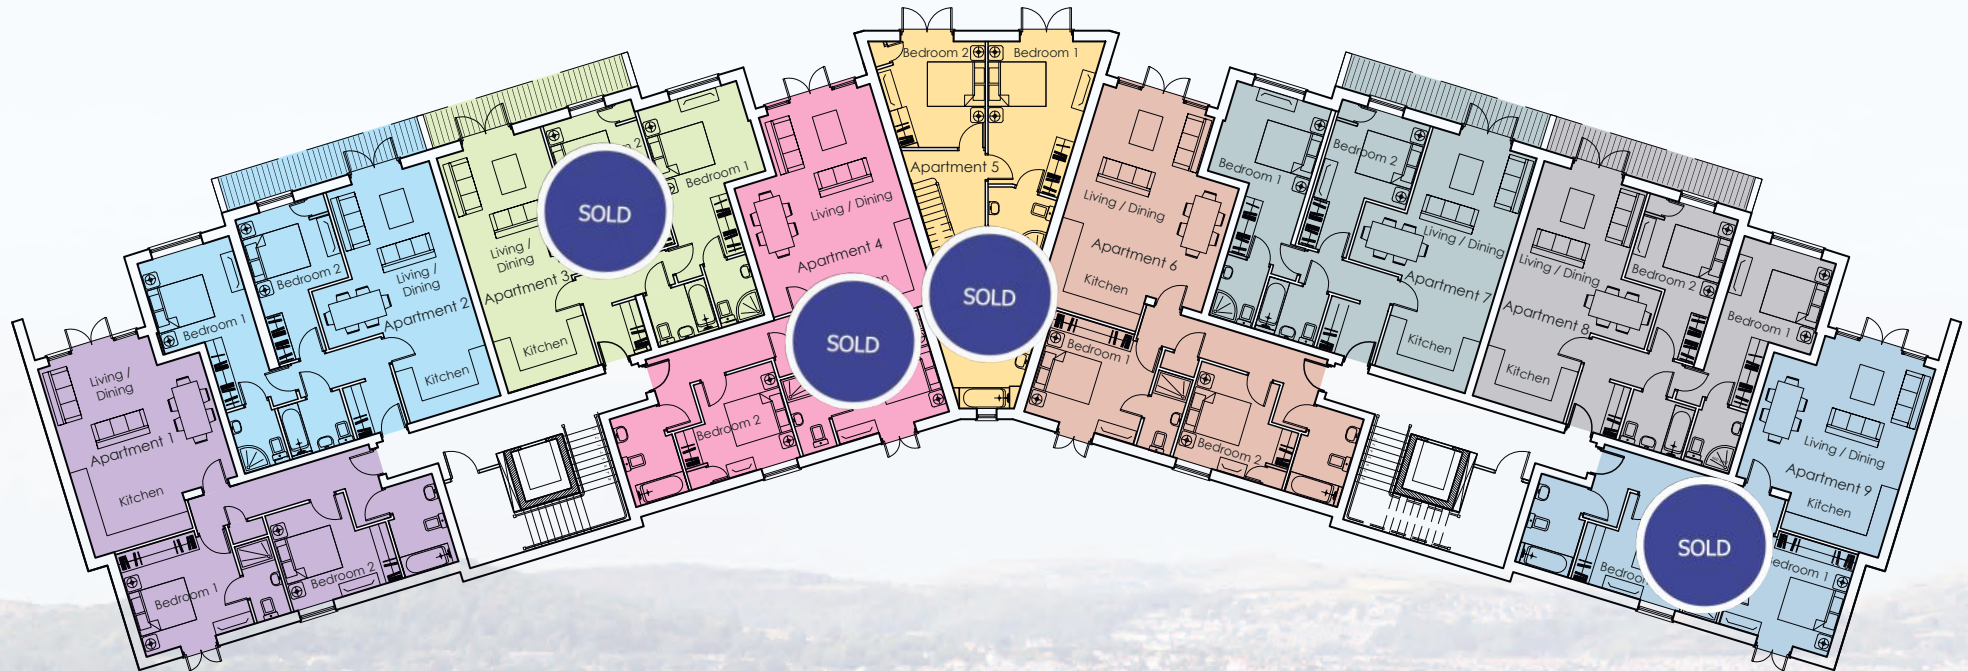 Living /
Dining
Apartment 1
Kitchen
Bedroom 1
Bedroom 2
Bedroom 1
Bedroom 2
Living /
Dining
Apartment 2
Kitchen
Living /
Dining
Apartment 3
Kitchen
Bedroom 1
SOLD
Living / Dining
Apartment 4
Bedroom 2
SOLD
Bedroom 2
Bedroom 1
Apartment 5
SOLD
Living / Dining
Apartment 6
Kitchen
Bedroom 1
Bedroom 2
Bedroom 1
Bedroom 2
Living / Dining
Apartment 7
Kitchen
Living / Dining
Apartment 8
Kitchen
Bedroom 2
Bedroom 1
Living / Dining
Apartment 9
Kitchen
SOLD